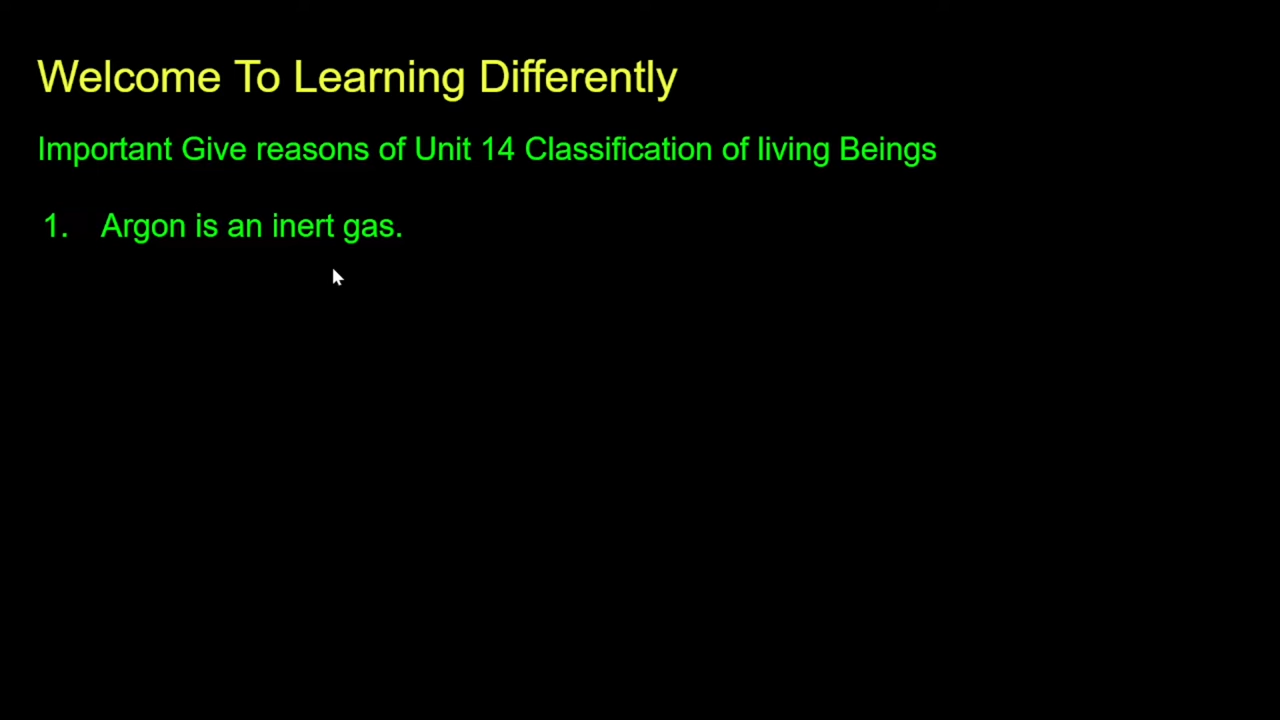 Welcome To Learning Differently
Important Give reasons of Unit 14 Classification of living Beings
1. Argon is an inert gas.